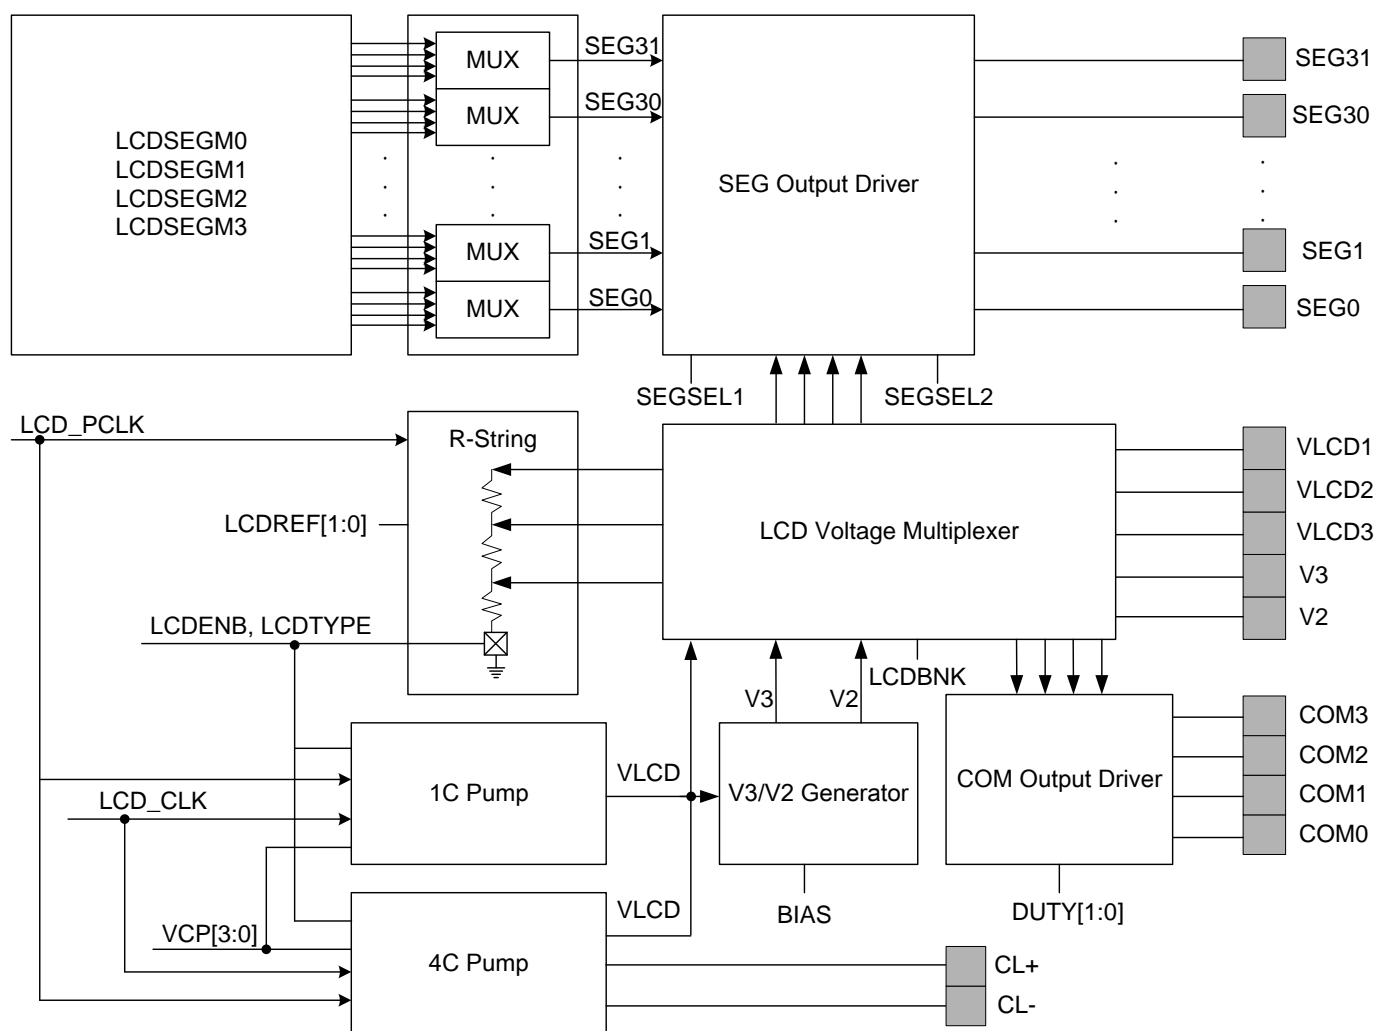 LCDSEGM0
LCDSEGM1
LCDSEGM2
LCDSEGM3
MUX
MUX
MUX
MUX
SEG31
SEG30
SEG1
SEG0
SEG Output Driver
SEG31
SEG30
SEG1
SEG0
SEGSEL1
SEGSEL2
LCD_PCLK
R-String
LCDREF[1:0]
LCDENB, LCDTYPE
LCD Voltage Multiplexer
VLCD1
VLCD2
VLCD3
V3
V2
LCDBNK
V3
V2
1C Pump
LCD_CLK
VLCD
V3/V2 Generator
COM Output Driver
COM3
COM2
COM1
COM0
VCP[3:0]
4C Pump
VLCD
BIAS
DUTY[1:0]
CL+
CL-